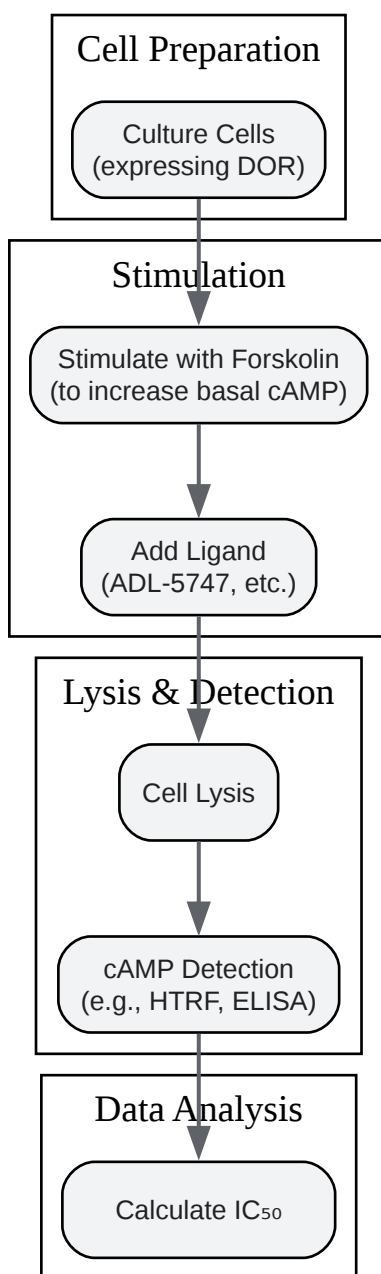 Cell Preparation
Culture Cells
(expressing DOR)
Stimulation
Stimulate with Forskolin
(to increase basal cAMP)
Add Ligand
(ADL-5747, etc.)
Lysis & Detection
Cell Lysis
cAMP Detection
(e.g., HTRF, ELISA)
Data Analysis
Calculate IC₅₀